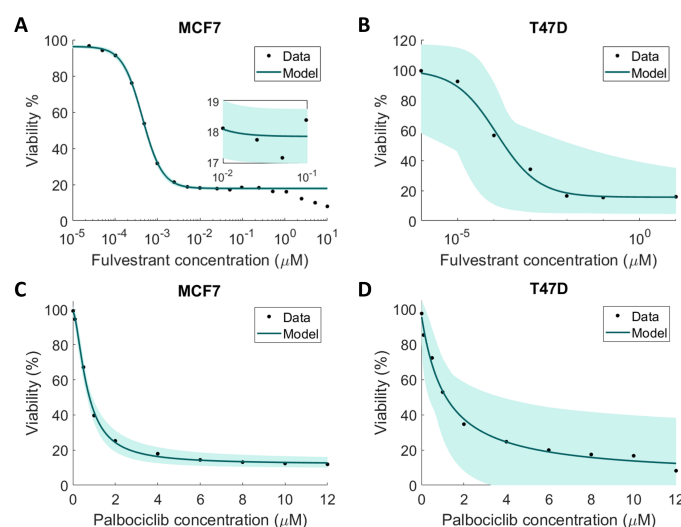 A
MCF7
100
80
60
40
20
0
Viability %
Data
Model
19
18
17
10^-2
10^-1
10^-5
10^-4
10^-3
10^-2
10^-1
10^0
10^1
Fulvestrant concentration (μM)
B
T47D
120
100
80
60
40
20
0
Viability %
Data
Model
10^-5
10^0
Fulvestrant concentration (μM)
C
MCF7
100
80
60
40
20
0
Viability (%)
Data
Model
0
2
4
6
8
10
12
Palbociclib concentration (μM)
D
T47D
100
80
60
40
20
0
Viability (%)
Data
Model
0
2
4
6
8
10
12
Palbociclib concentration (μM)